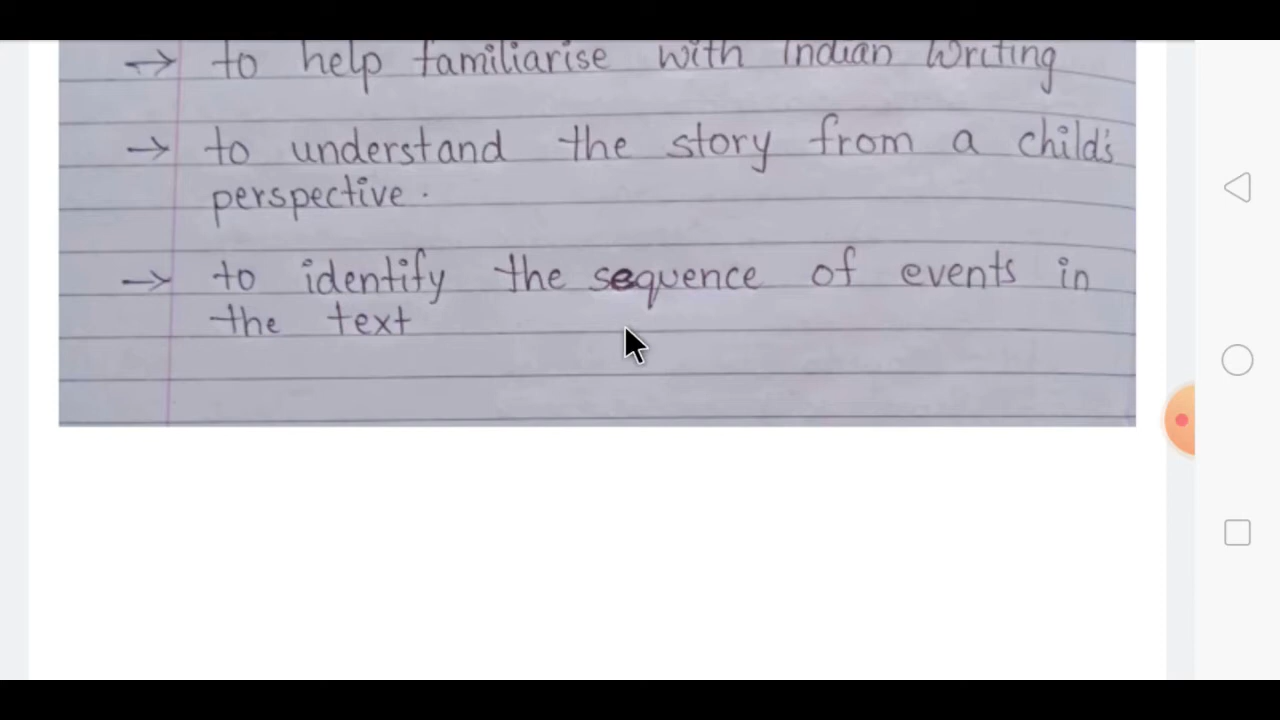 → to help familiarise with Indian Writing
→ to understand the story from a child's
perspective.
→ to identify the sequence of events in
the text